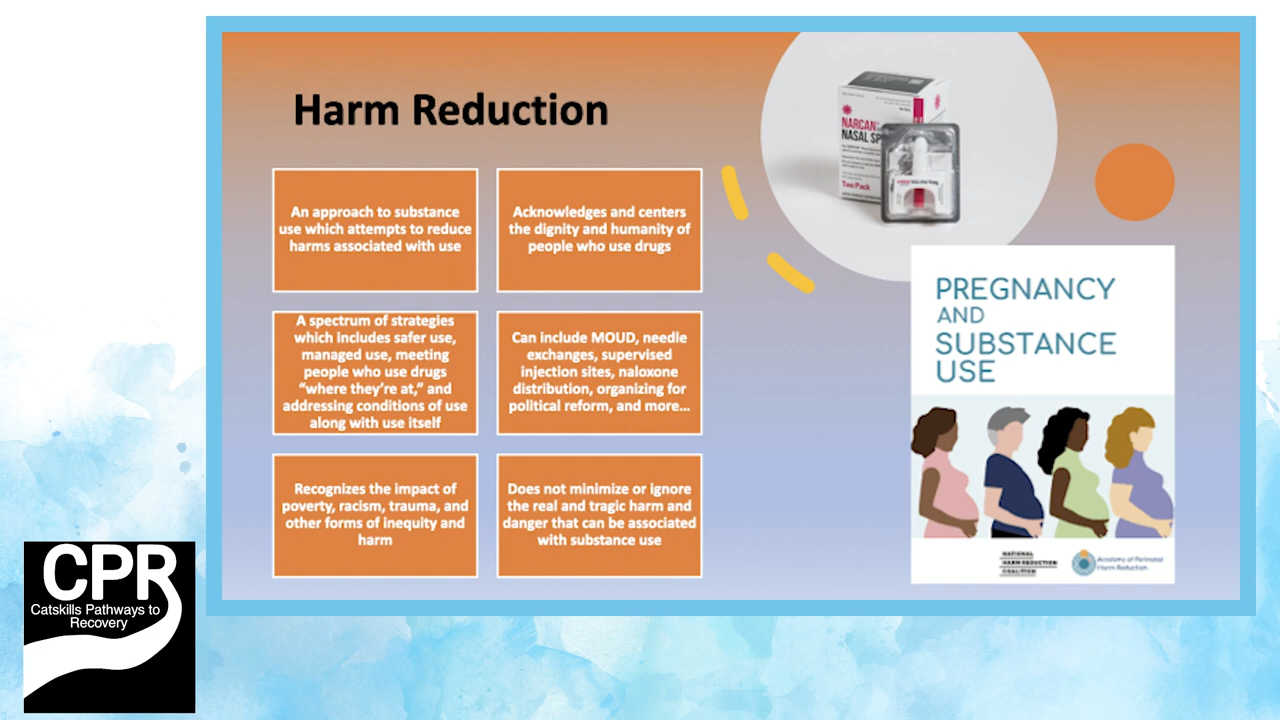 Harm Reduction
An approach to substance
use which attempts to reduce
harms associated with use
Acknowledges and centers
the dignity and humanity of
people who use drugs
A spectrum of strategies
which includes safer use,
managed use, meeting
people who use drugs
“where they’re at,” and
addressing conditions of use
along with use itself
Can include MOUD, needle
exchanges, supervised
injection sites, naloxone
distribution, organizing for
political reform, and more...
Recognizes the impact of
poverty, racism, trauma, and
other forms of inequity and
harm
Does not minimize or ignore
the real and tragic harm and
danger that can be associated
with substance use
NARCAN
NASAL SP
Two Pack
PREGNANCY
AND
SUBSTANCE
USE
NATIONAL
HARM REDUCTION
COALITION
Academy of Perinatal
Harm Reduction
CPR
Catskills Pathways to
Recovery